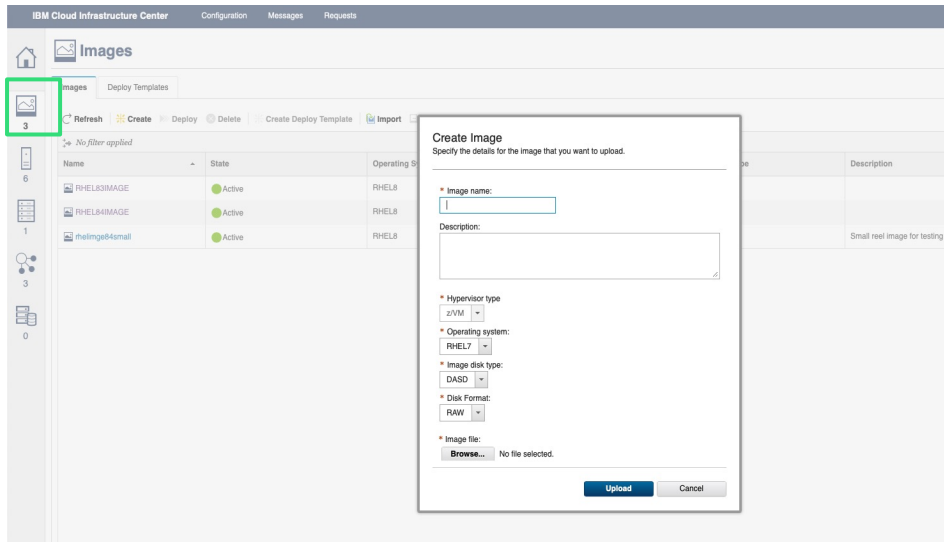 IBM Cloud Infrastructure Center Configuration Messages Requests
Images
Images Deploy Templates
3
Refresh Create Deploy Delete Create Deploy Template Import
No filter applied
Name State Operating Description
RHEL83IMAGE Active RHEL8
RHEL84IMAGE Active RHEL8
rhelimge84small Active RHEL8 Small reel image for testing
6
1
3
0
Create Image
Specify the details for the image that you want to upload.
* Image name:
Description:
* Hypervisor type
z/VM
* Operating system:
RHEL7
* Image disk type:
DASD
* Disk Format:
RAW
* Image file:
Browse... No file selected.
Upload Cancel